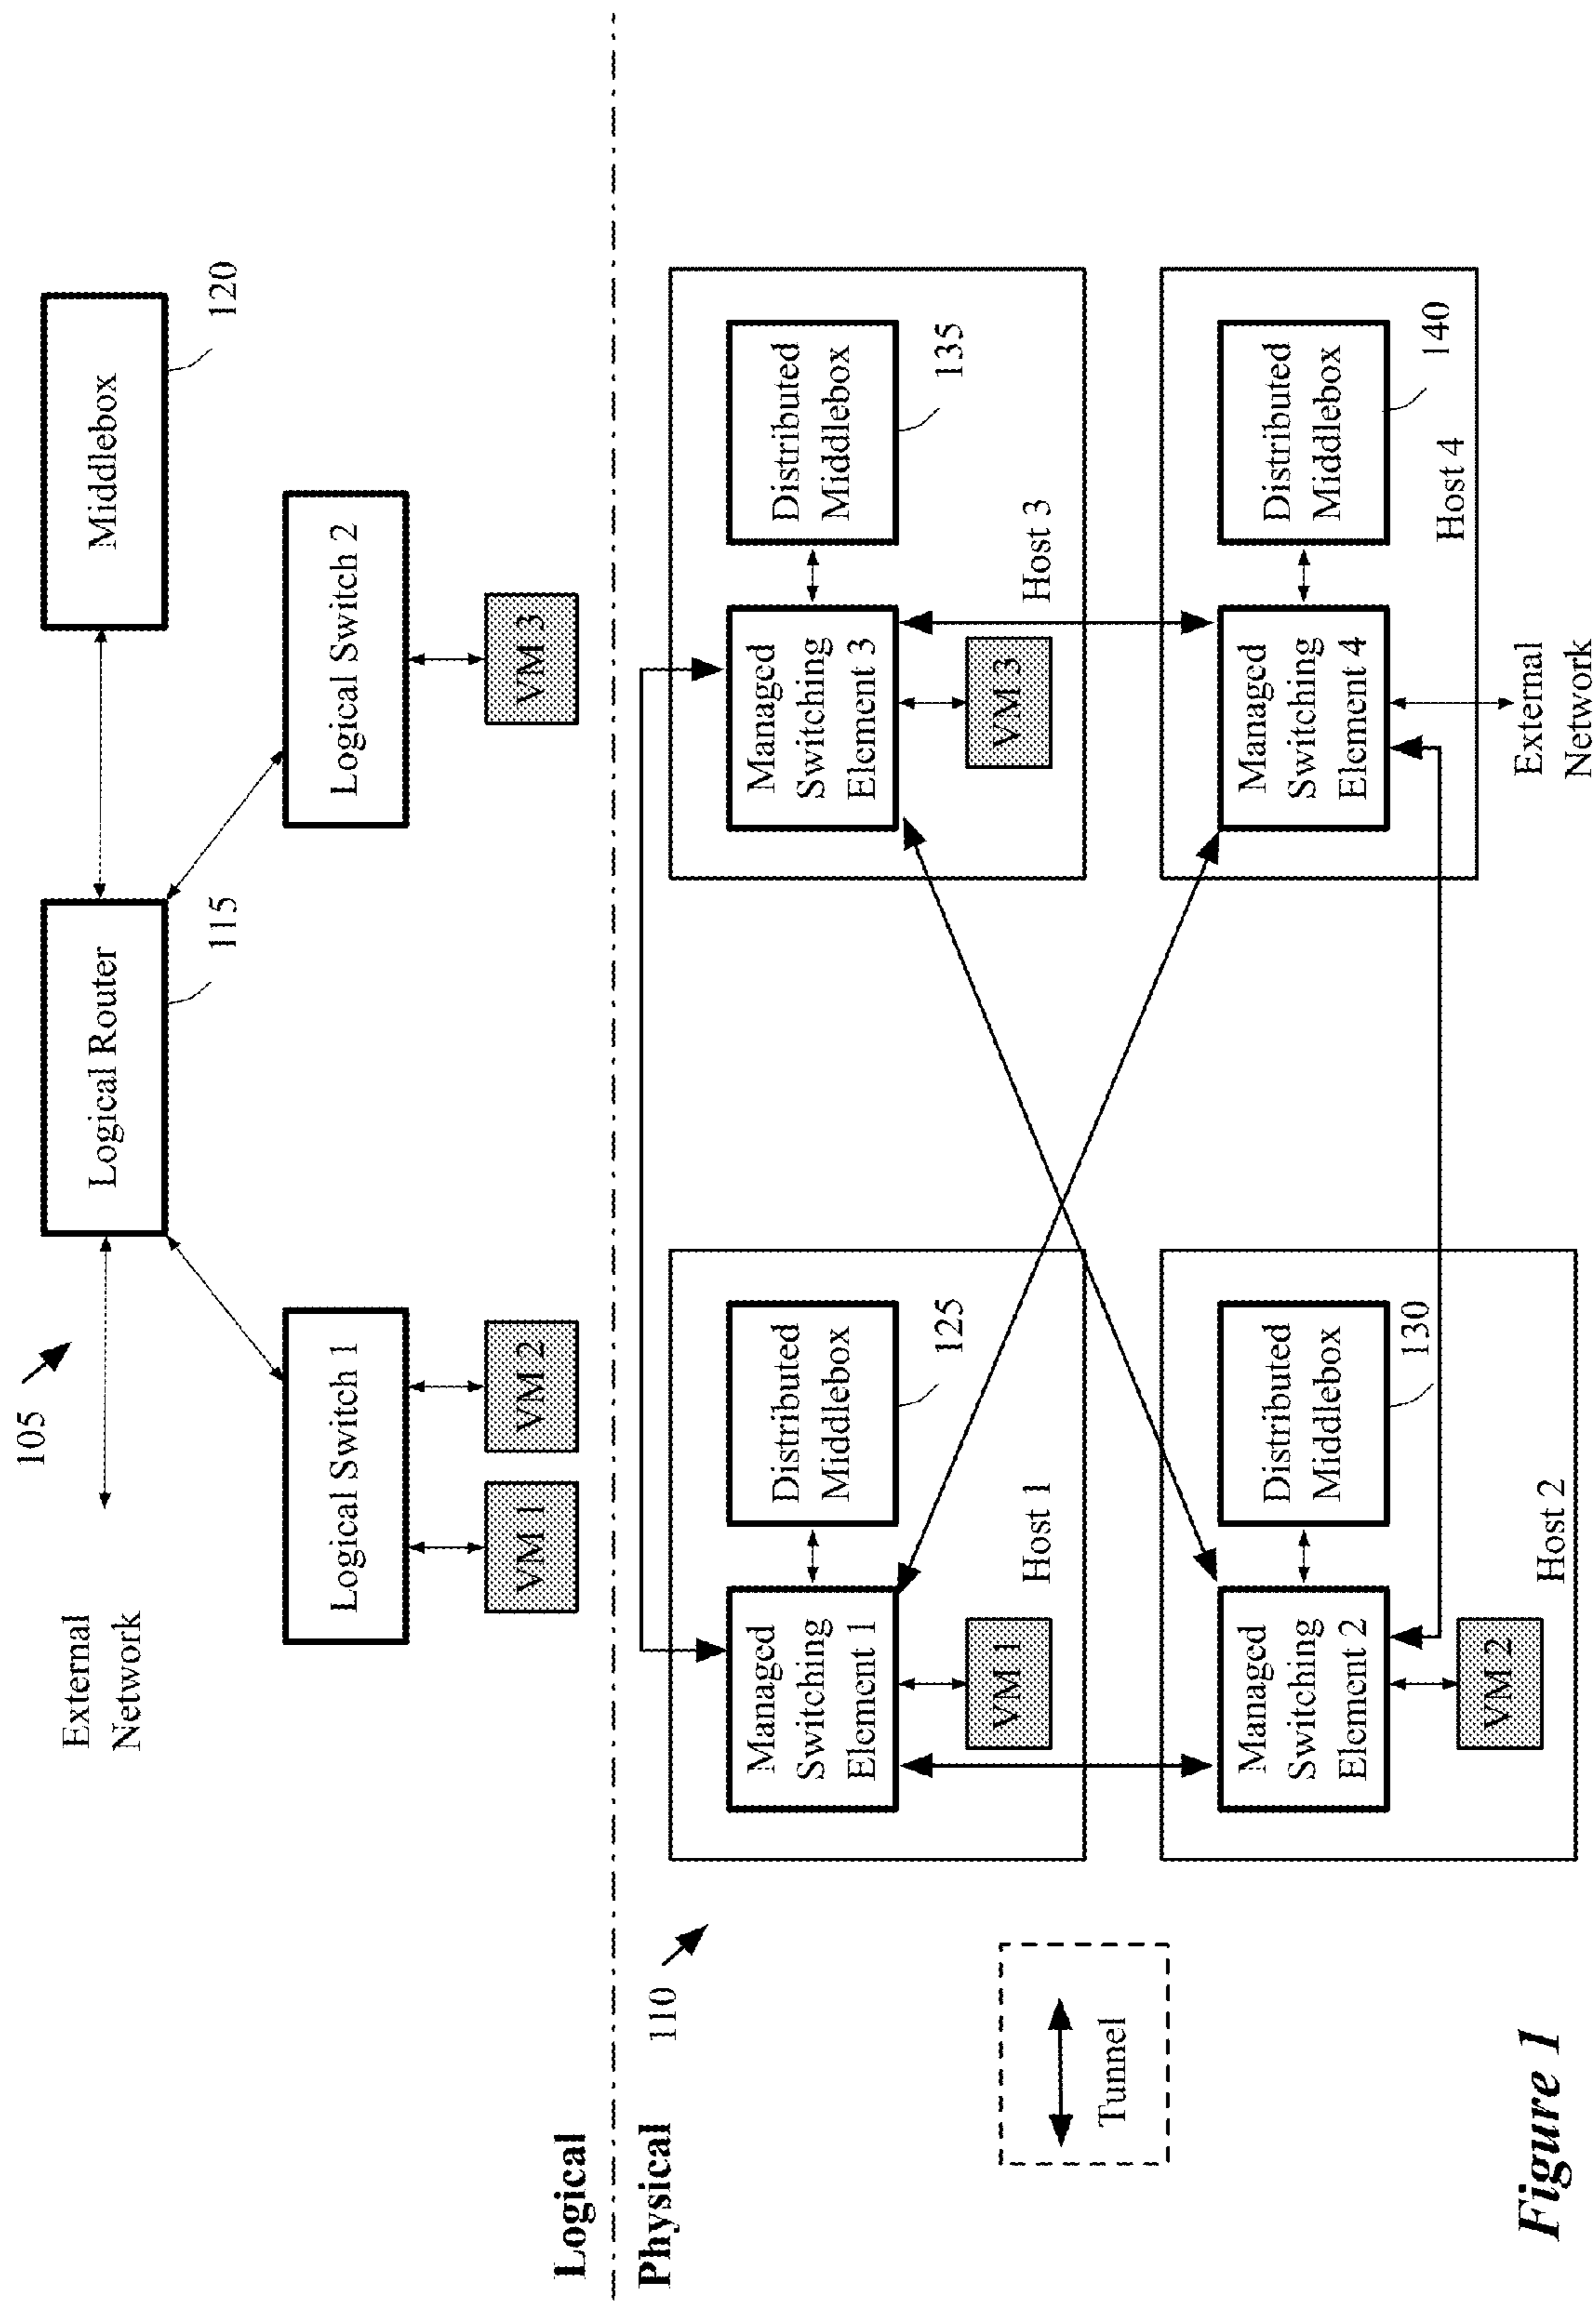 105
External
Network
Logical Router
115
Middlebox
120
Logical Switch 1
Logical Switch 2
VM 1
VM 2
VM 3
Logical
Physical
110
Managed
Switching
Element 1
Distributed
Middlebox
125
VM 1
Host 1
Managed
Switching
Element 3
Distributed
Middlebox
135
VM 3
Host 3
Managed
Switching
Element 2
Distributed
Middlebox
130
VM 2
Host 2
Managed
Switching
Element 4
Distributed
Middlebox
140
Host 4
External
Network
Tunnel
Figure 1